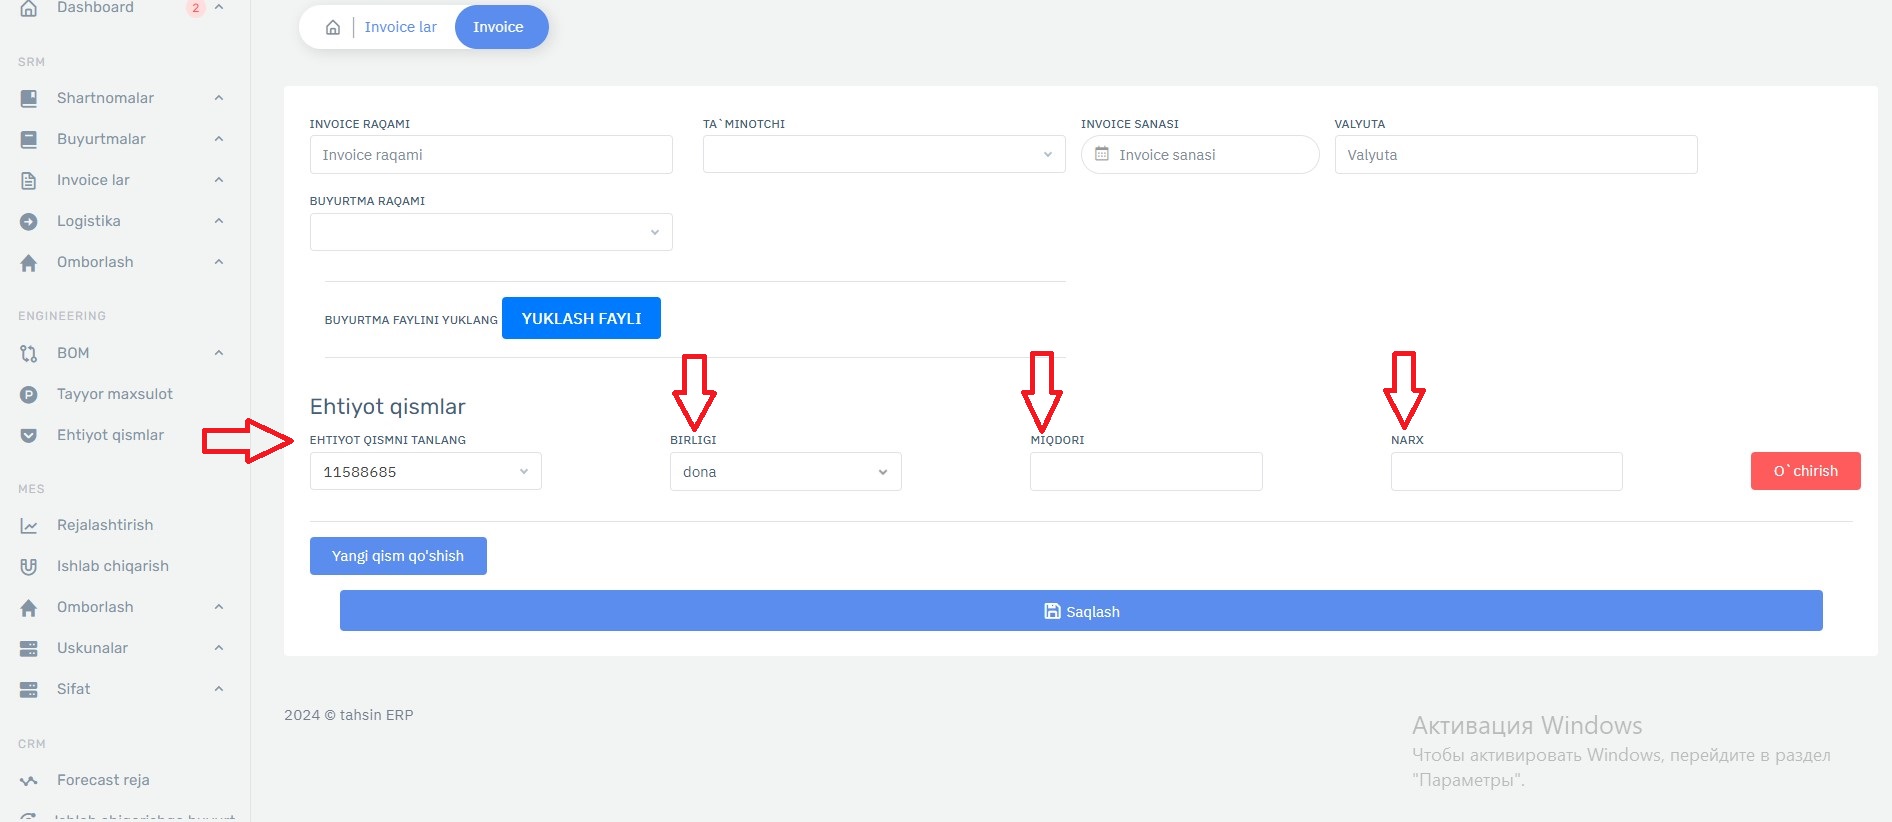 Dashboard 2
SRM
Shartnomalar
Buyurtmalar
Invoice lar
Logistika
Omborlash
ENGINEERING
BOM
Tayyor maxsulot
Ehtiyot qismlar
MES
Rejalashtirish
Ishlab chiqarish
Omborlash
Uskunalar
Sifat
CRM
Forecast reja
Invoice lar Invoice
INVOICE RAQAMI TA`MINOTCHI INVOICE SANASI VALYUTA
Invoice raqami Invoice sanasi Valyuta
BUYURTMA RAQAMI
BUYURTMA FAYLINI YUKLANG YUKLASH FAYLI
Ehtiyot qismlar
EHTIYOT QISMNI TANLANG BIRLIGI MIQDORI NARX
11588685 dona O`chirish
Yangi qism qo'shish
Saqlash
2024 © tahsin ERP
Активация Windows
Чтобы активировать Windows, перейдите в раздел
"Параметры".